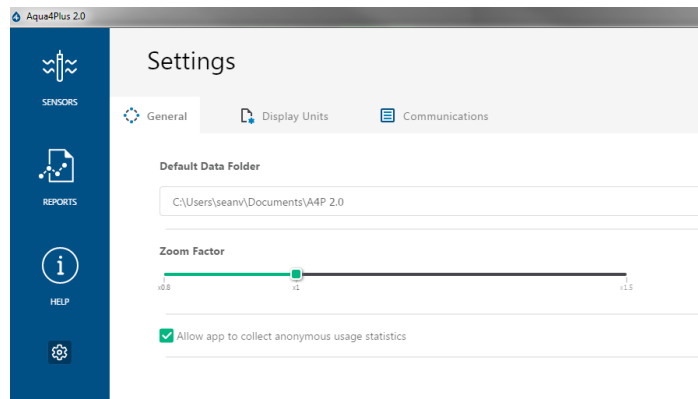 Aqua4Plus 2.0
Settings
SENSORS
General
Display Units
Communications
Default Data Folder
C:\Users\seanv\Documents\A4P 2.0
REPORTS
Zoom Factor
x0.8
x1
x1.5
HELP
Allow app to collect anonymous usage statistics